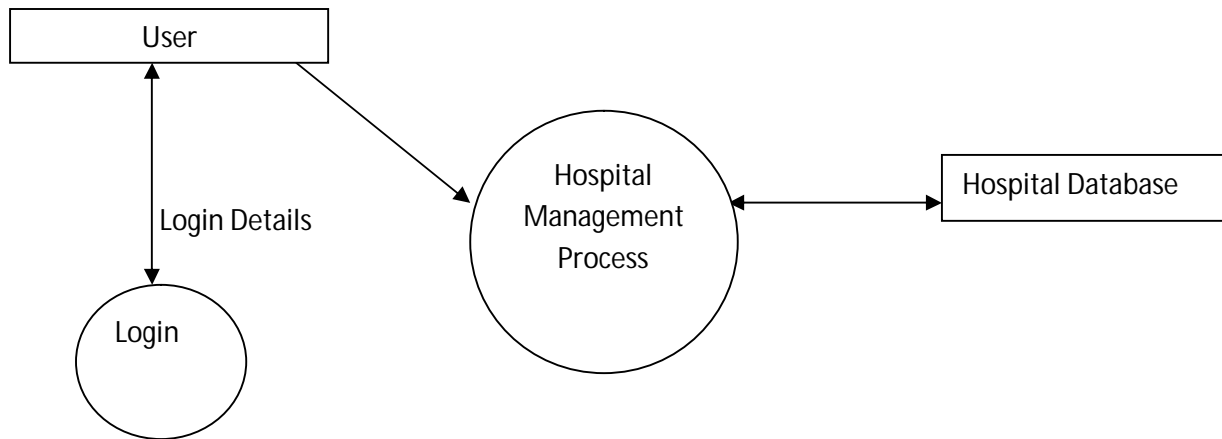 User
Login Details
Login
Hospital
Management
Process
Hospital Database